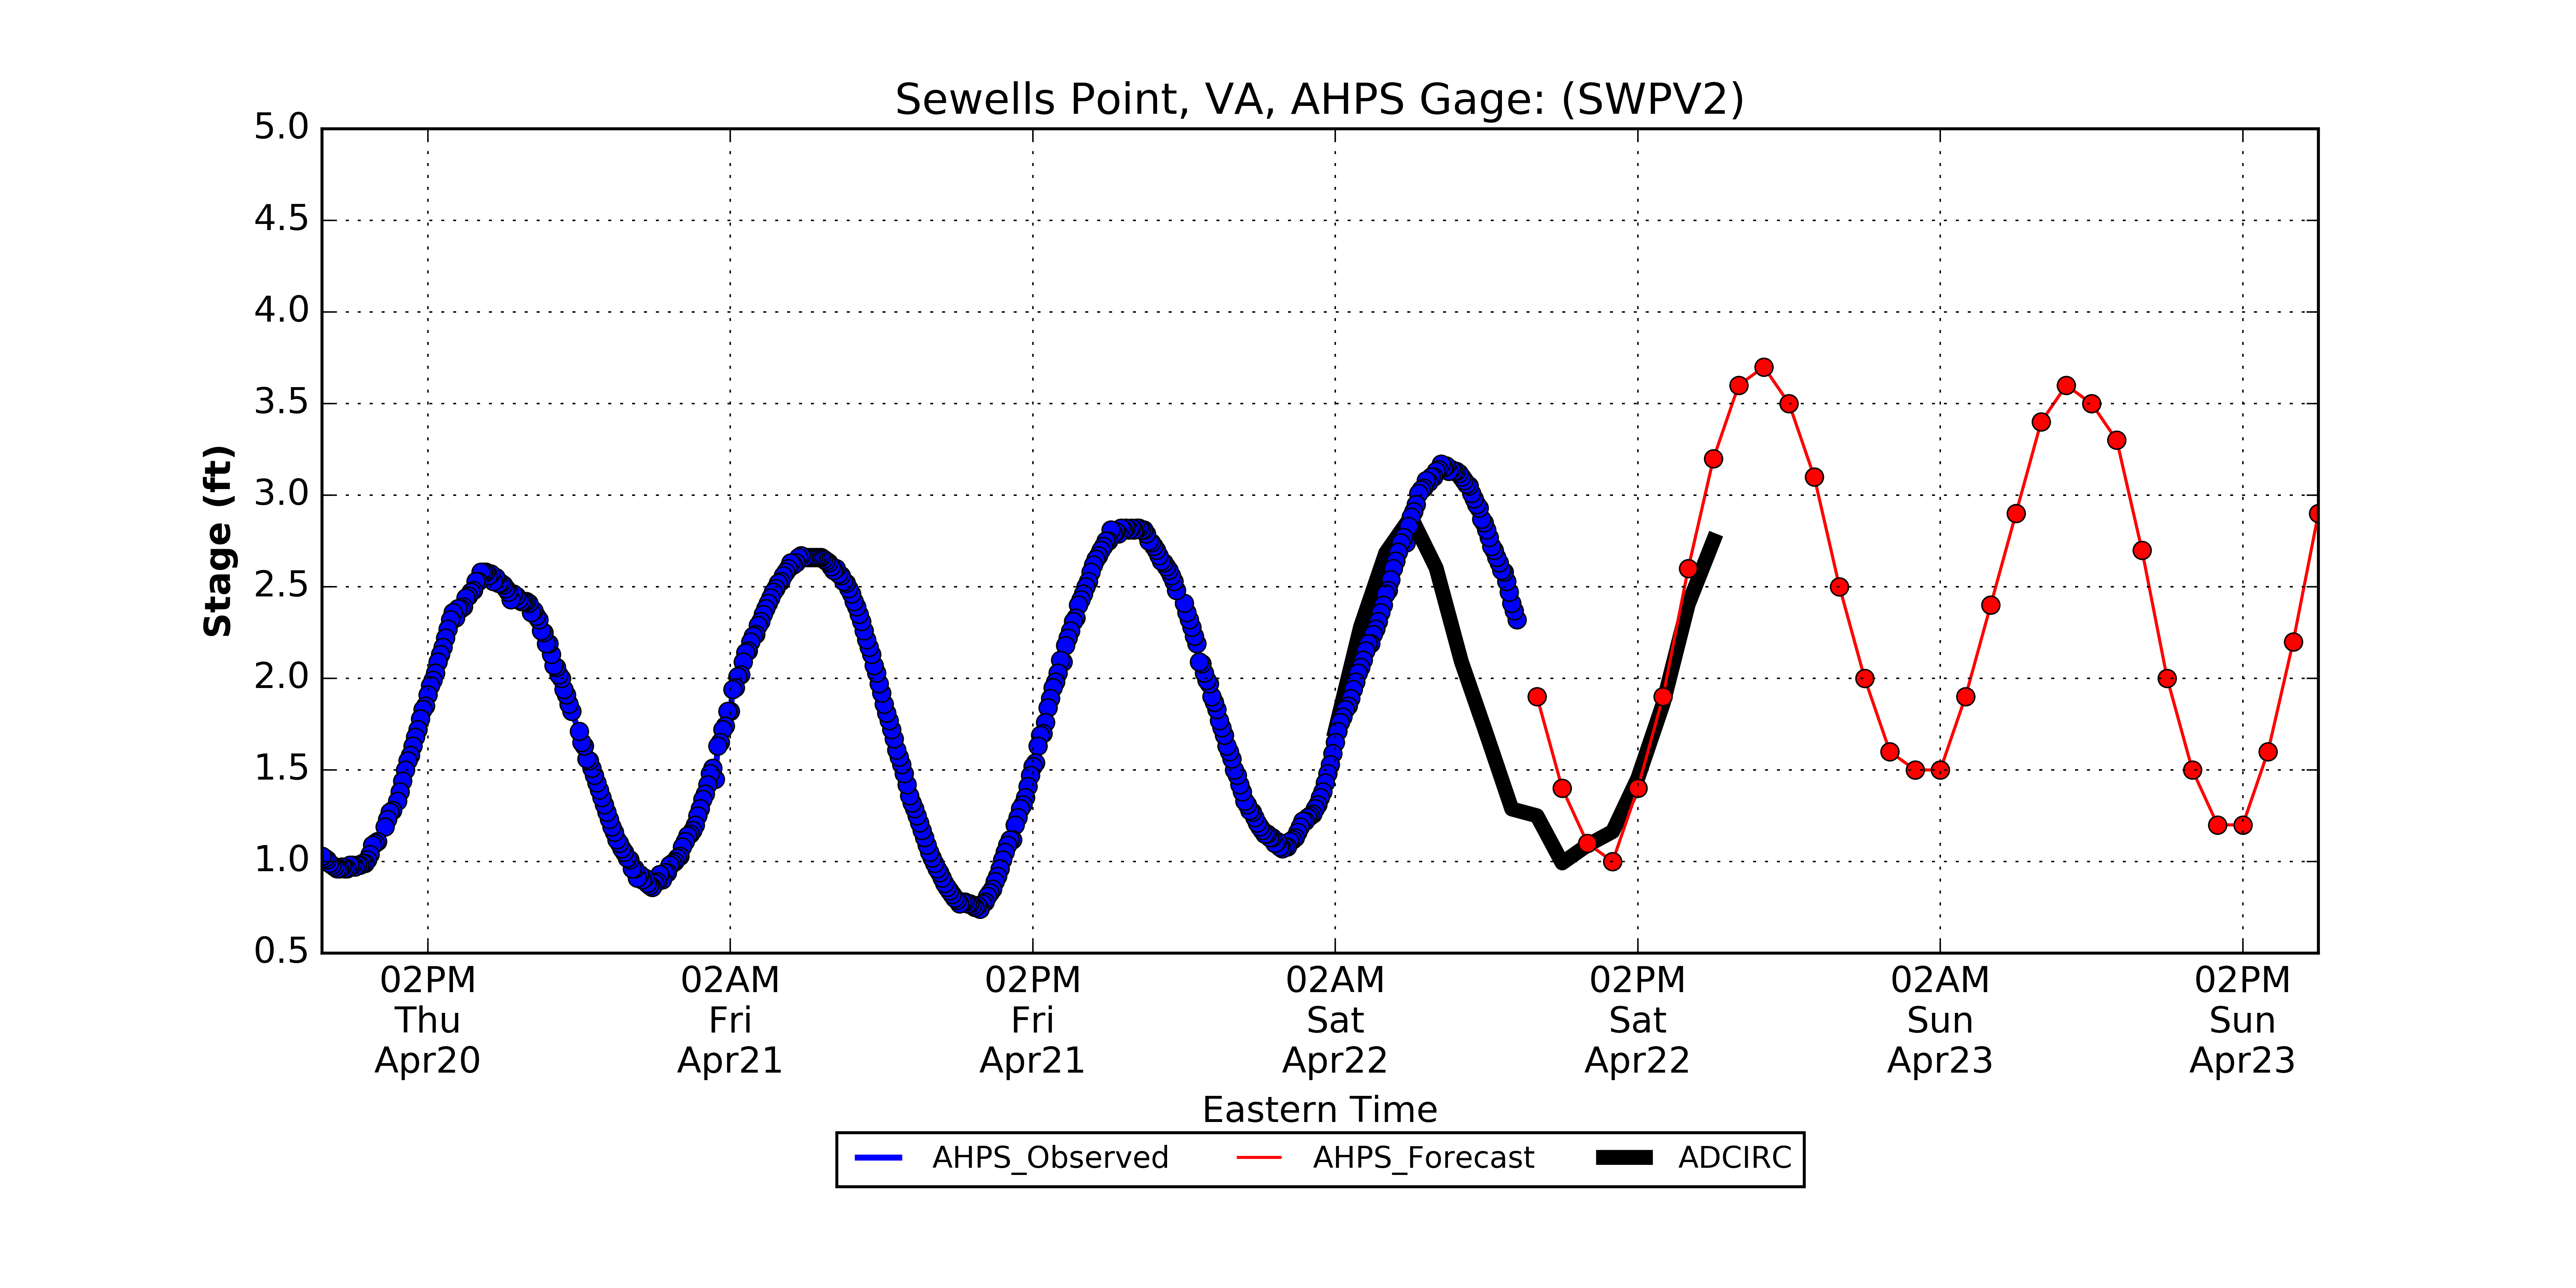 Sewells Point, VA, AHPS Gage: (SWPV2)
5.0
4.5
4.0
3.5
3.0
2.5
2.0
1.5
1.0
0.5
Stage (ft)
02PM 02AM 02PM 02AM 02PM 02AM 02PM
Thu Fri Fri Sat Sat Sun Sun
Apr20 Apr21 Apr21 Apr22 Apr22 Apr23 Apr23
Eastern Time
AHPS_Observed AHPS_Forecast ADCIRC